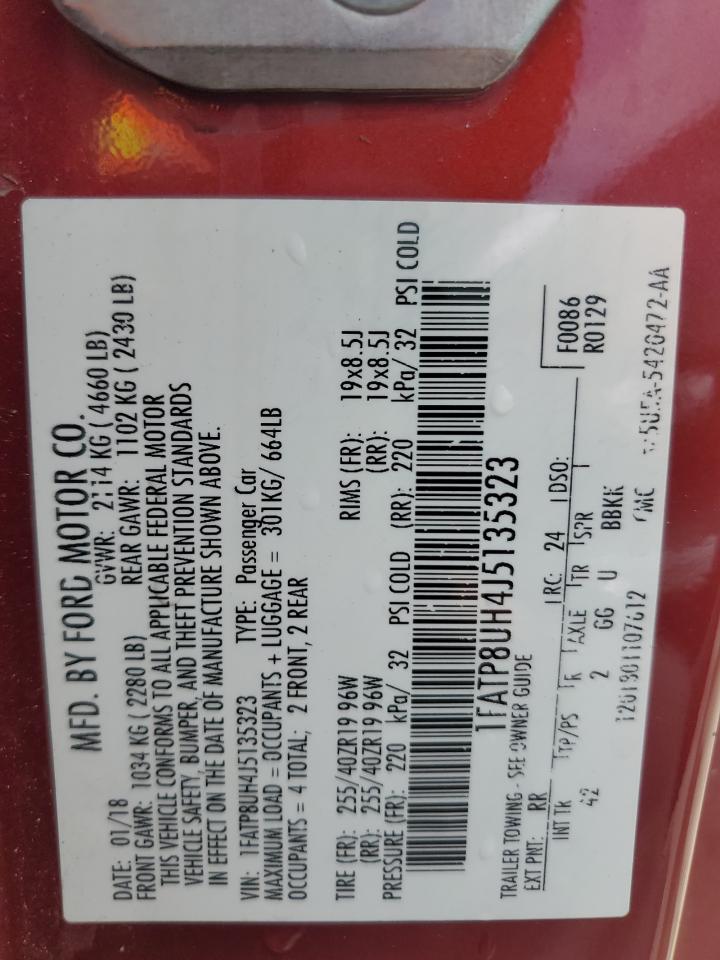 MFD. BY FORD MOTOR CO.
DATE: 01/18 GVWR: 2114 KG ( 4660 LB)
FRONT GAWR: 1034 KG ( 2280 LB) REAR GAWR: 1102 KG ( 2430 LB)
THIS VEHICLE CONFORMS TO ALL APPLICABLE FEDERAL MOTOR
VEHICLE SAFETY, BUMPER, AND THEFT PREVENTION STANDARDS
IN EFFECT ON THE DATE OF MANUFACTURE SHOWN ABOVE.
VIN: 1FATP8UH4J5135323 TYPE: Passenger Car
MAXIMUM LOAD = OCCUPANTS + LUGGAGE = 301KG/ 664LB
OCCUPANTS = 4 TOTAL; 2 FRONT, 2 REAR
TIRE (FR): 255/40ZR19 96W RIMS (FR): 19x8.5J
(RR): 255/40ZR19 96W (RR): 19x8.5J
PRESSURE (FR): 220 kPa/ 32 PSI COLD (RR): 220 kPa/ 32 PSI COLD
1FATP8UH4J5135323
TRAILER TOWING - SEE OWNER GUIDE
EXT PNT: RR RC: 24 DSO: F0086
R0129
INT TR TP/PS R AXLE TR SPR
42 2 GG U BBKK